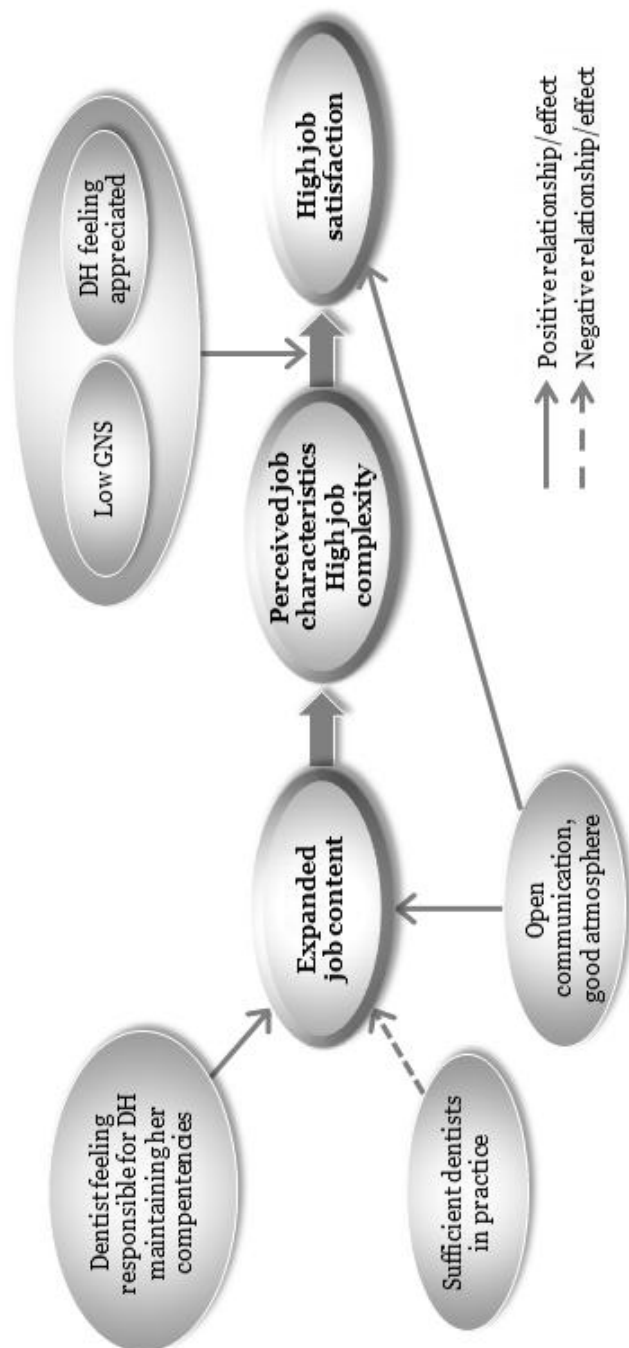 Dentist feeling
responsible for DH
maintaining her
compentencies
Low GNS
DH feeling
appreciated
Expanded
job content
Perceived job
characteristics
High job
complexity
High job
satisfaction
Sufficient dentists
in practice
Open
communication,
good atmosphere
Positive relationship/effect
Negative relationship/effect